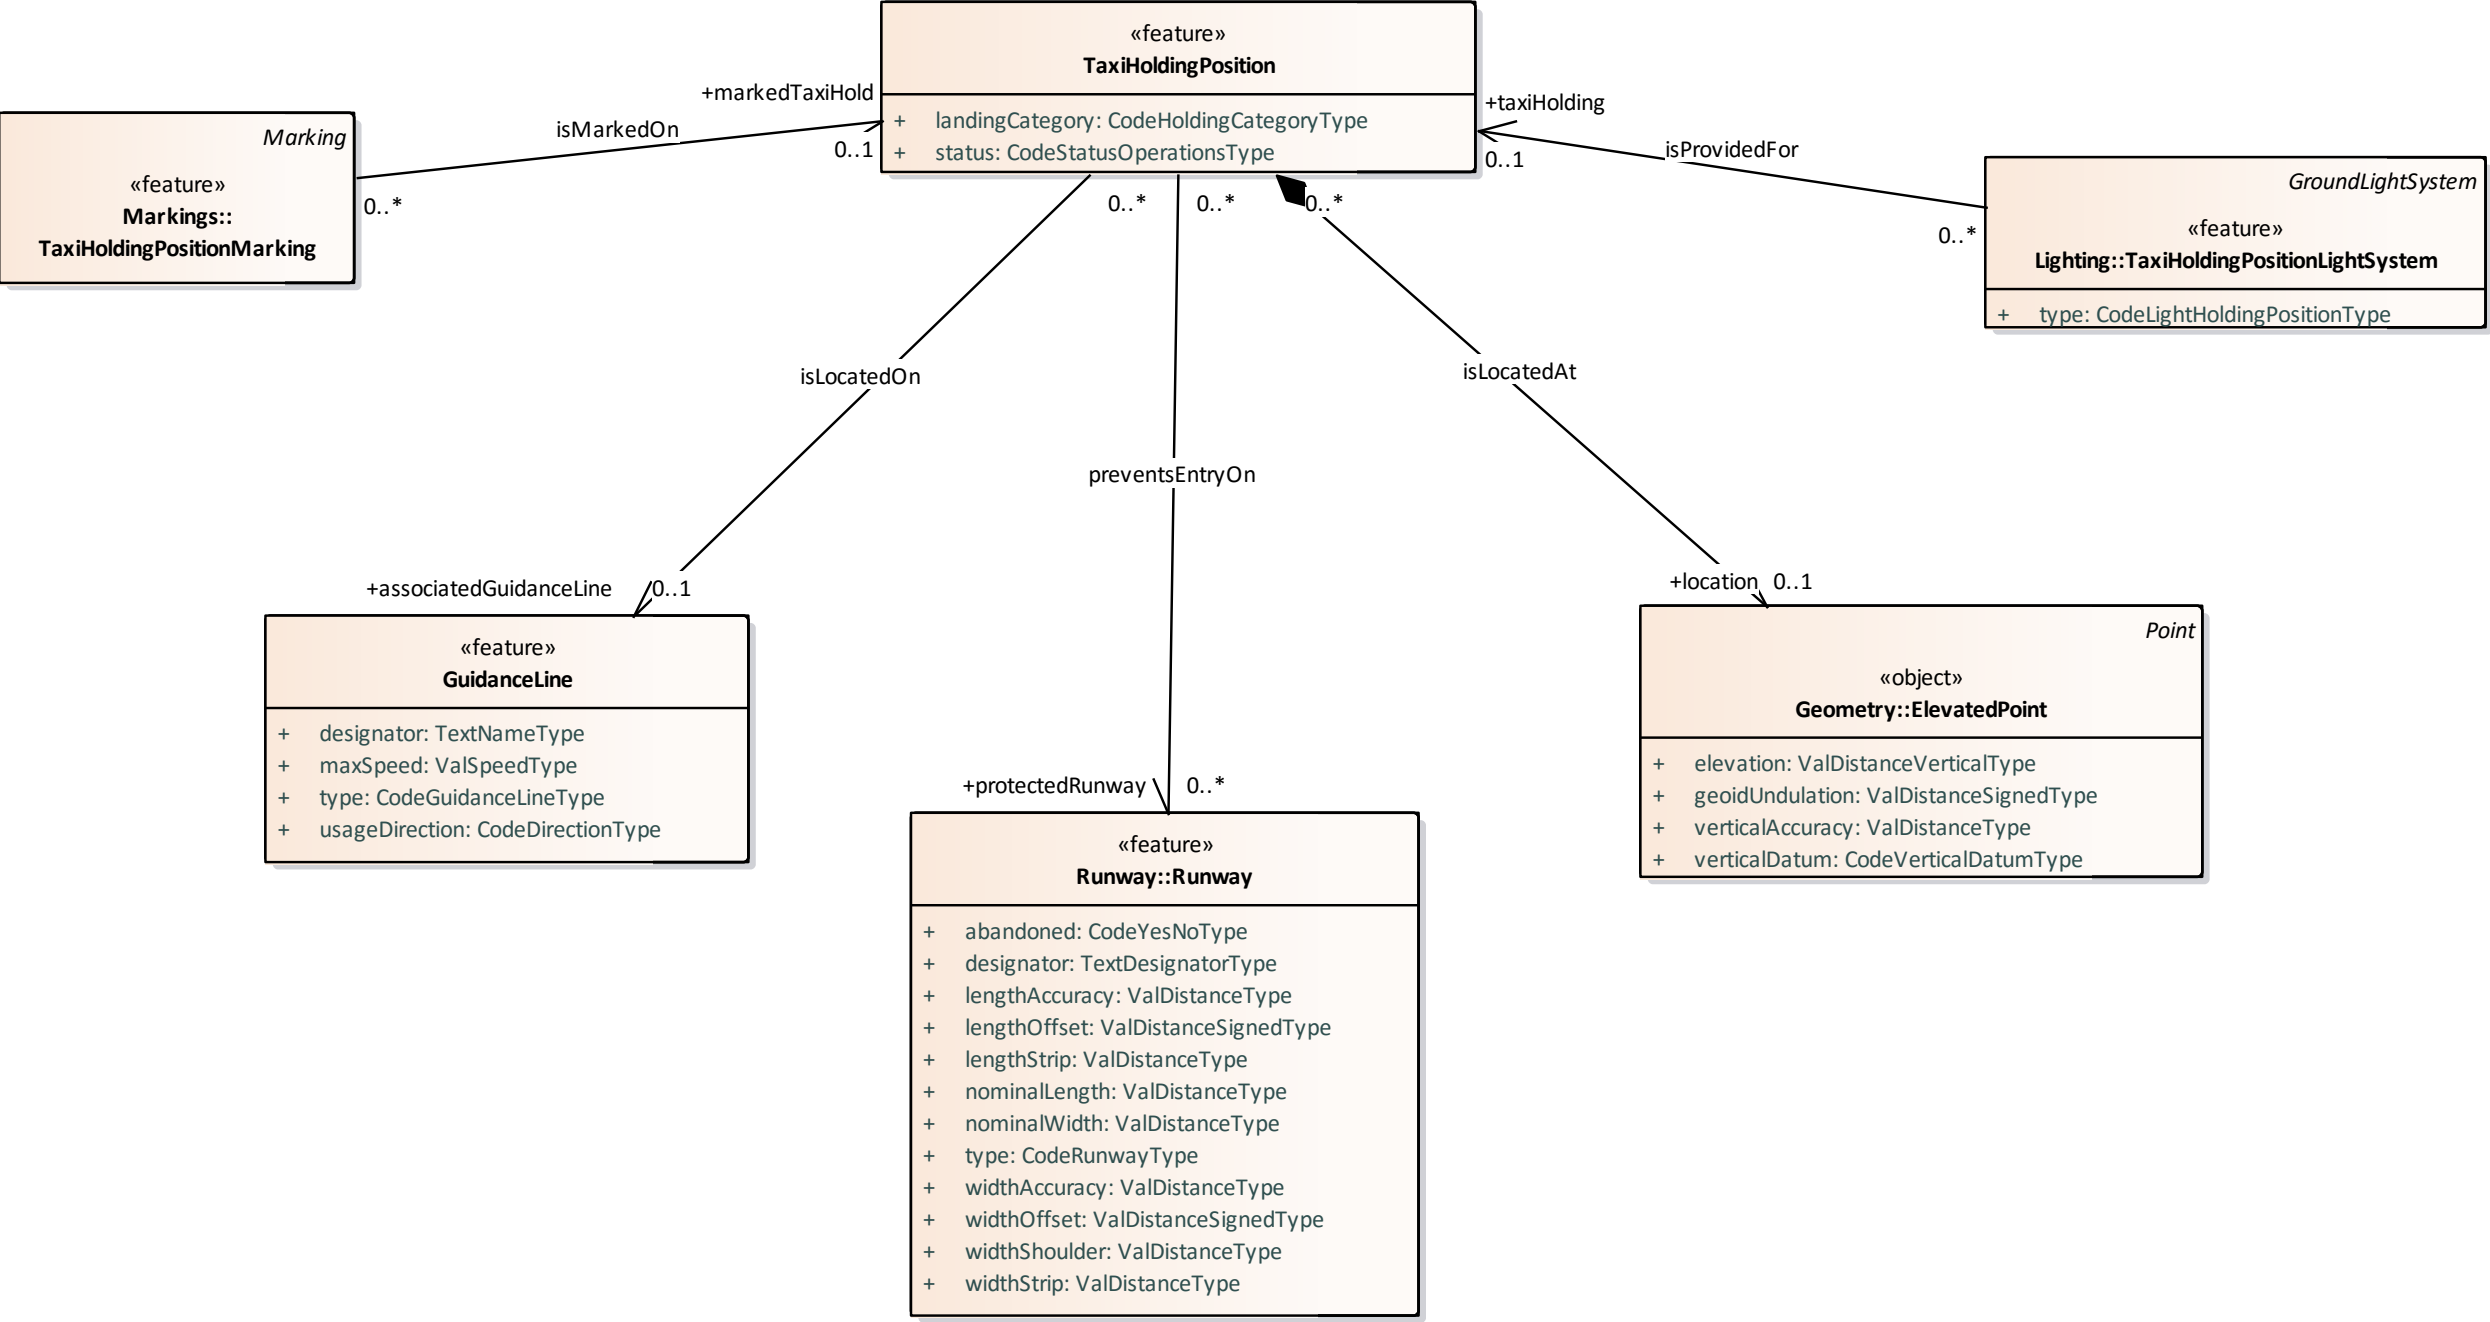 «feature»
TaxiHoldingPosition
+ landingCategory: CodeHoldingCategoryType
+ status: CodeStatusOperationsType
+markedTaxiHold
0..1
isMarkedOn
0..*
Marking
«feature»
Markings::
TaxiHoldingPositionMarking
+taxiHolding
0..1
isProvidedFor
0..*
GroundLightSystem
«feature»
Lighting::TaxiHoldingPositionLightSystem
+ type: CodeLightHoldingPositionType
0..*
0..*
0..*
isLocatedOn
preventsEntryOn
isLocatedAt
+associatedGuidanceLine
0..1
«feature»
GuidanceLine
+ designator: TextNameType
+ maxSpeed: ValSpeedType
+ type: CodeGuidanceLineType
+ usageDirection: CodeDirectionType
+protectedRunway
0..*
«feature»
Runway::Runway
+ abandoned: CodeYesNoType
+ designator: TextDesignatorType
+ lengthAccuracy: ValDistanceType
+ lengthOffset: ValDistanceSignedType
+ lengthStrip: ValDistanceType
+ nominalLength: ValDistanceType
+ nominalWidth: ValDistanceType
+ type: CodeRunwayType
+ widthAccuracy: ValDistanceType
+ widthOffset: ValDistanceSignedType
+ widthShoulder: ValDistanceType
+ widthStrip: ValDistanceType
+location
0..1
Point
«object»
Geometry::ElevatedPoint
+ elevation: ValDistanceVerticalType
+ geoidUndulation: ValDistanceSignedType
+ verticalAccuracy: ValDistanceType
+ verticalDatum: CodeVerticalDatumType